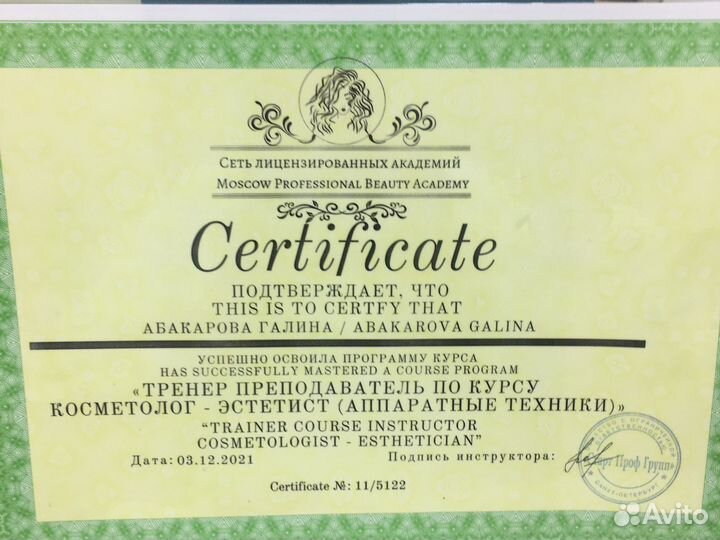 Сеть лицензированных академий
Moscow Professional Beauty Academy
Certificate
ПОДТВЕРЖДАЕТ, ЧТО
THIS IS TO CERTFY THAT
АБАКАРОВА ГАЛИНА / ABAKAROVA GALINA
УСПЕШНО ОСВОИЛА ПРОГРАММУ КУРСА
HAS SUCCESSFULLY MASTERED A COURSE PROGRAM
«ТРЕНЕР ПРЕПОДАВАТЕЛЬ ПО КУРСУ
КОСМЕТОЛОГ - ЭСТЕТИСТ (АППАРАТНЫЕ ТЕХНИКИ)»
“TRAINER COURSE INSTRUCTOR
COSMETOLOGIST - ESTHETICIAN”
Дата: 03.12.2021 Подпись инструктора:
Проф Групп
САНКТ-ПЕТЕРБУРГ
Certificate №: 11/5122
Avito